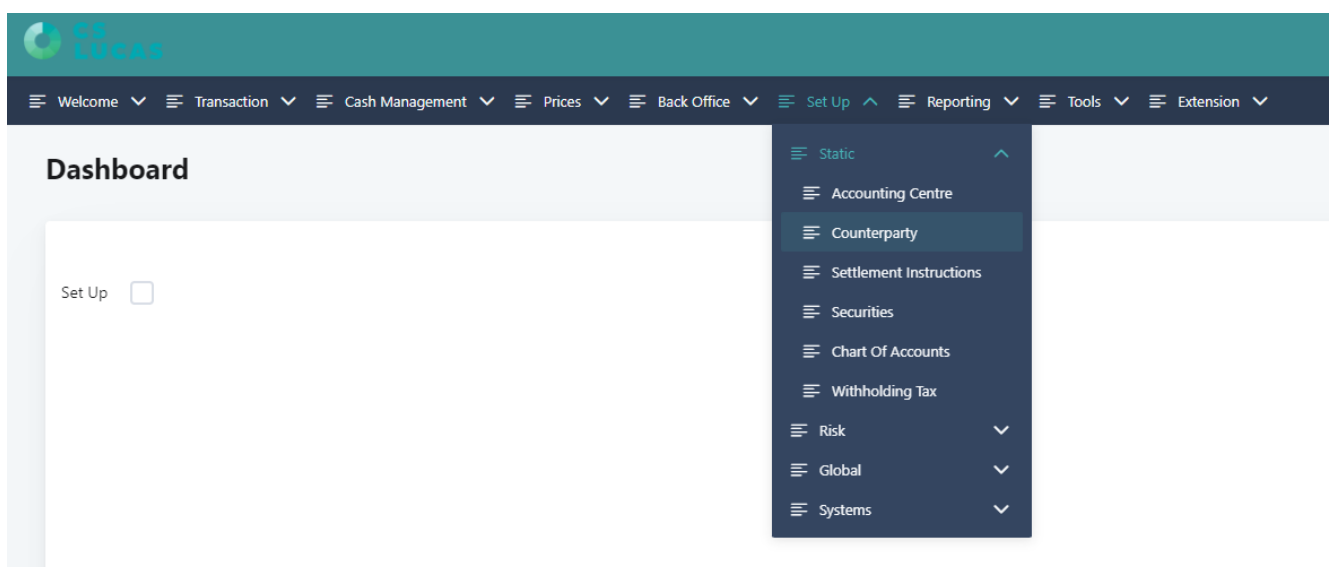 CS
LUCAS
Welcome Transaction Cash Management Prices Back Office Set Up Reporting Tools Extension
Dashboard
Set Up
Static
Accounting Centre
Counterparty
Settlement Instructions
Securities
Chart Of Accounts
Withholding Tax
Risk
Global
Systems